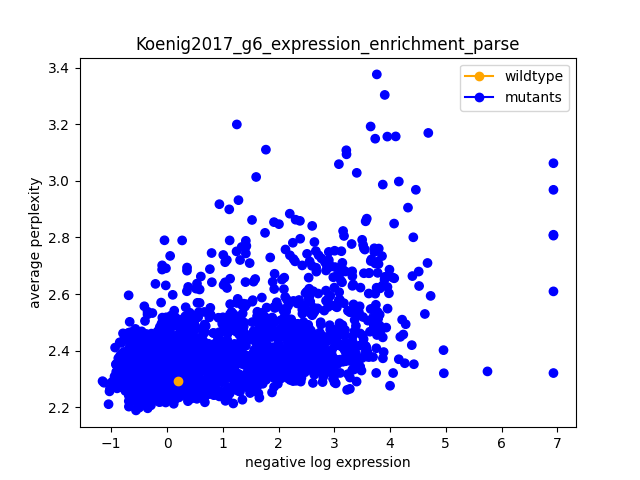 Koenig2017_g6_expression_enrichment_parse
wildtype
mutants
average perplexity
3.4
3.2
3.0
2.8
2.6
2.4
2.2
−1 0 1 2 3 4 5 6 7
negative log expression